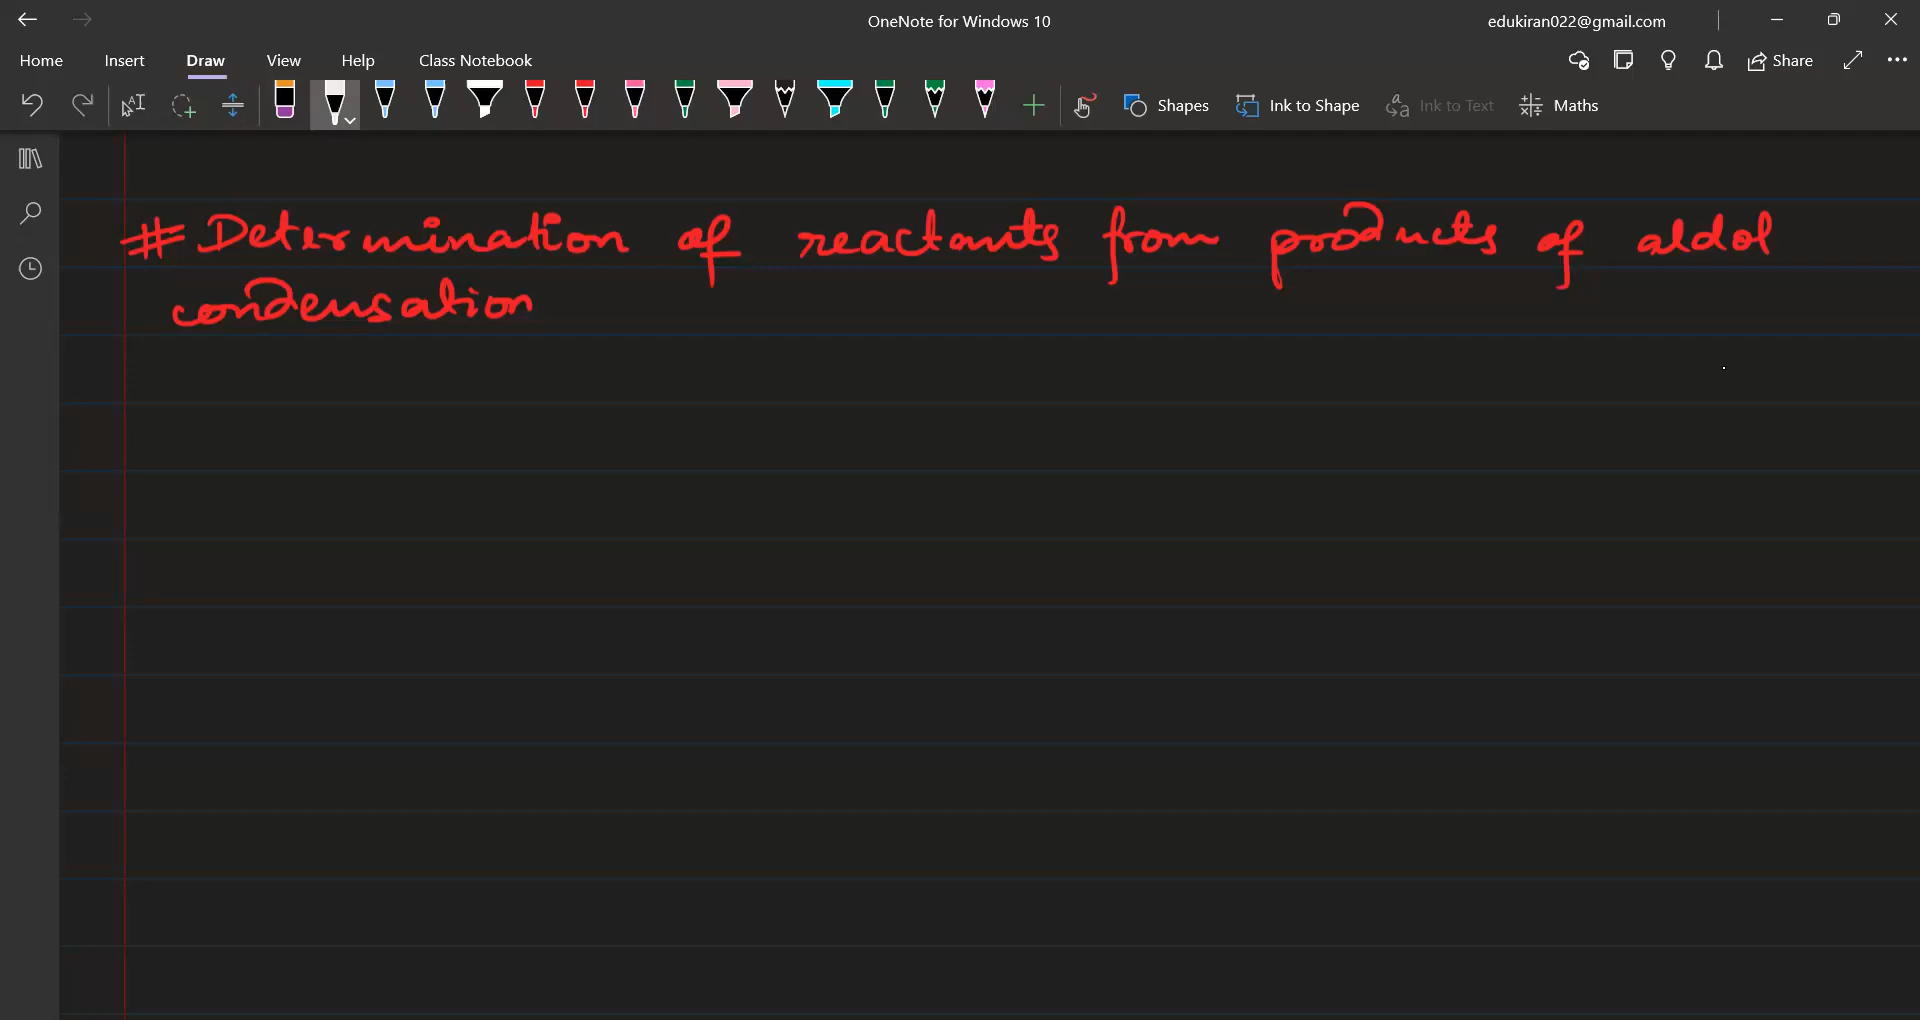 OneNote for Windows 10
edukiran022@gmail.com
Home Insert Draw View Help Class Notebook
Share
Shapes Ink to Shape Ink to Text Maths
# Determination of reactants from products of aldol
condensation